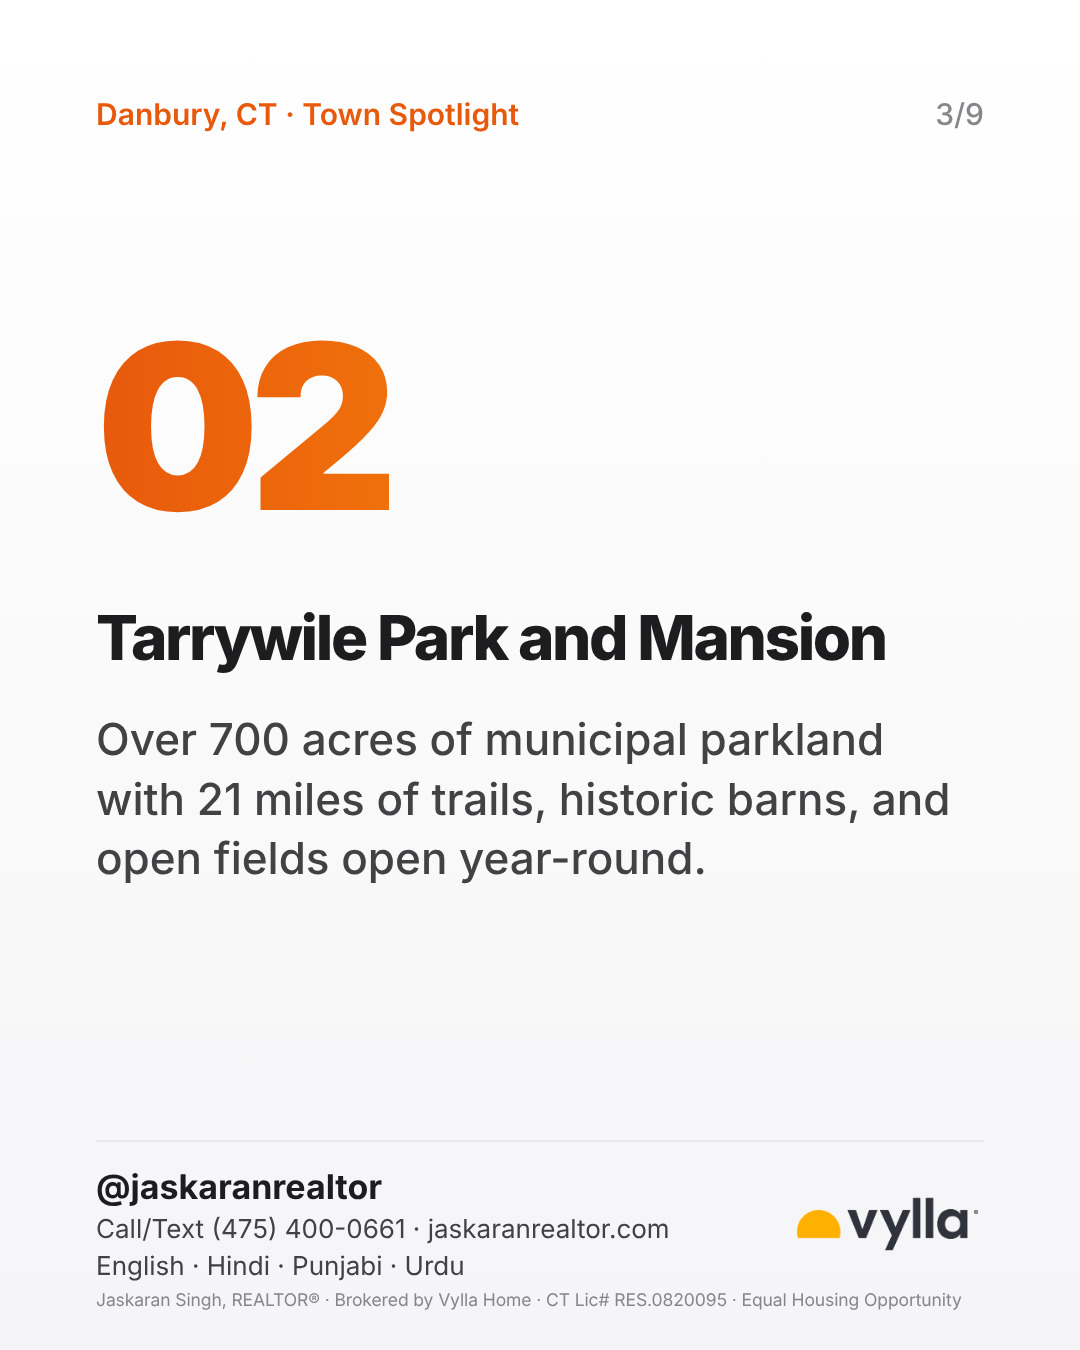 Danbury, CT · Town Spotlight
3/9
02
Tarrywile Park and Mansion
Over 700 acres of municipal parkland
with 21 miles of trails, historic barns, and
open fields open year-round.
@jaskaranrealtor
Call/Text (475) 400-0661 · jaskaranrealtor.com
English · Hindi · Punjabi · Urdu
Jaskaran Singh, REALTOR® · Brokered by Vylla Home · CT Lic# RES.0820095 · Equal Housing Opportunity
vylla